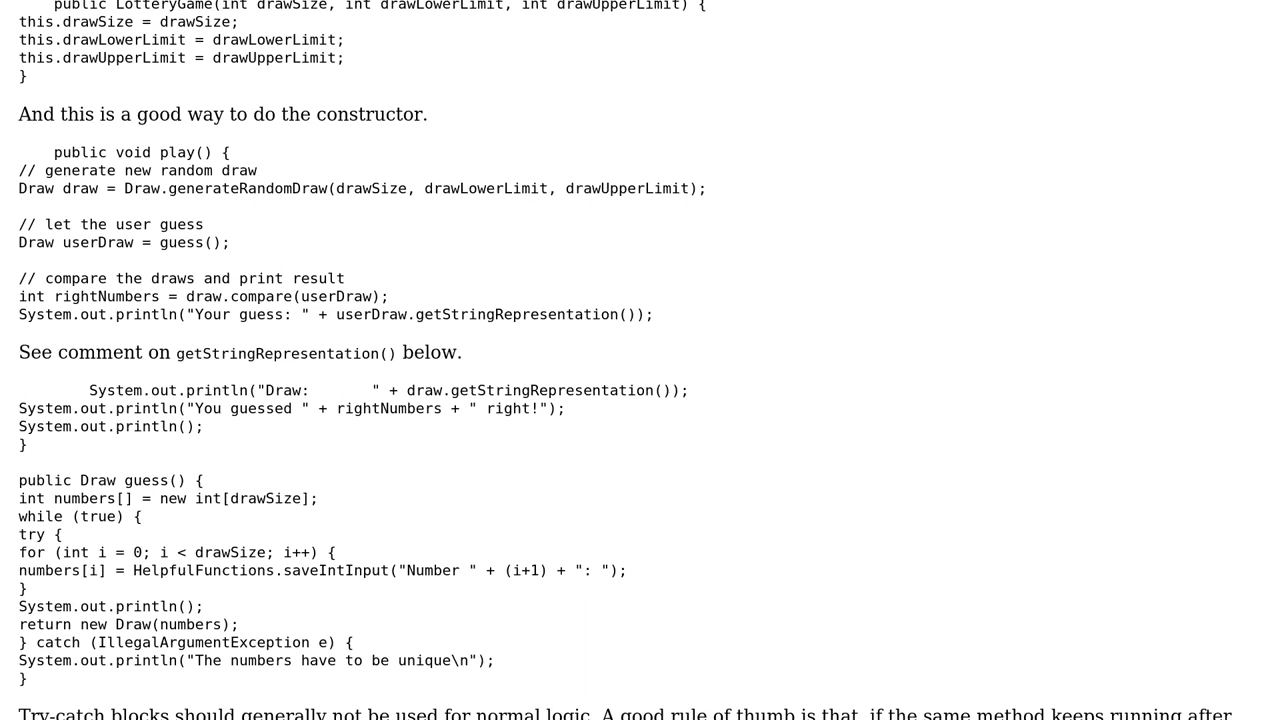 public LotteryGame(int drawSize, int drawLowerLimit, int drawUpperLimit) {
this.drawSize = drawSize;
this.drawLowerLimit = drawLowerLimit;
this.drawUpperLimit = drawUpperLimit;
}
And this is a good way to do the constructor.
public void play() {
// generate new random draw
Draw draw = Draw.generateRandomDraw(drawSize, drawLowerLimit, drawUpperLimit);
// let the user guess
Draw userDraw = guess();
// compare the draws and print result
int rightNumbers = draw.compare(userDraw);
System.out.println("Your guess: " + userDraw.getStringRepresentation());
See comment on getStringRepresentation() below.
System.out.println("Draw:       " + draw.getStringRepresentation());
System.out.println("You guessed " + rightNumbers + " right!");
System.out.println();
}
public Draw guess() {
int numbers[] = new int[drawSize];
while (true) {
try {
for (int i = 0; i < drawSize; i++) {
numbers[i] = HelpfulFunctions.saveIntInput("Number " + (i+1) + ": ");
}
System.out.println();
return new Draw(numbers);
} catch (IllegalArgumentException e) {
System.out.println("The numbers have to be unique\n");
}
Try-catch blocks should generally not be used for normal logic. A good rule of thumb is that, if the same method keeps running after